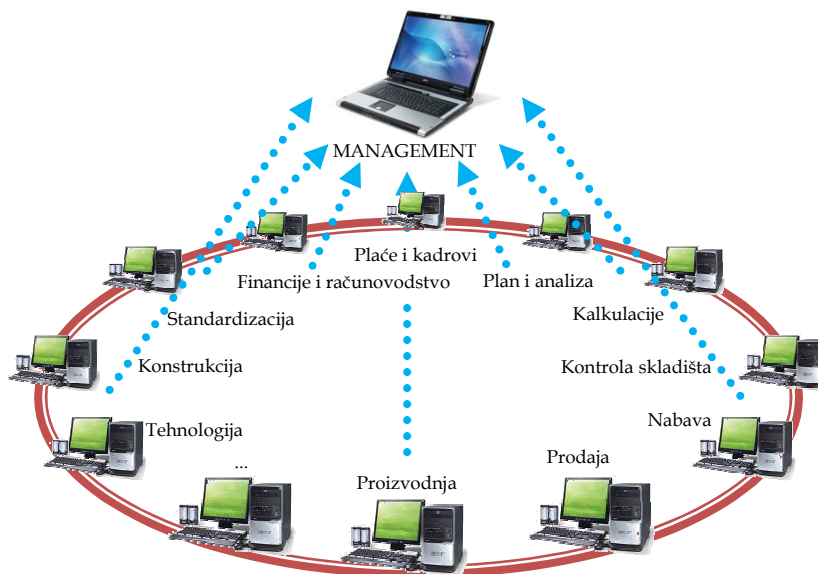 MANAGEMENT
Plaće i kadrovi
Financije i računovodstvo
Plan i analiza
Standardizacija
Kalkulacije
Konstrukcija
Kontrola skladišta
Tehnologija
Nabava
...
Prodaja
Proizvodnja